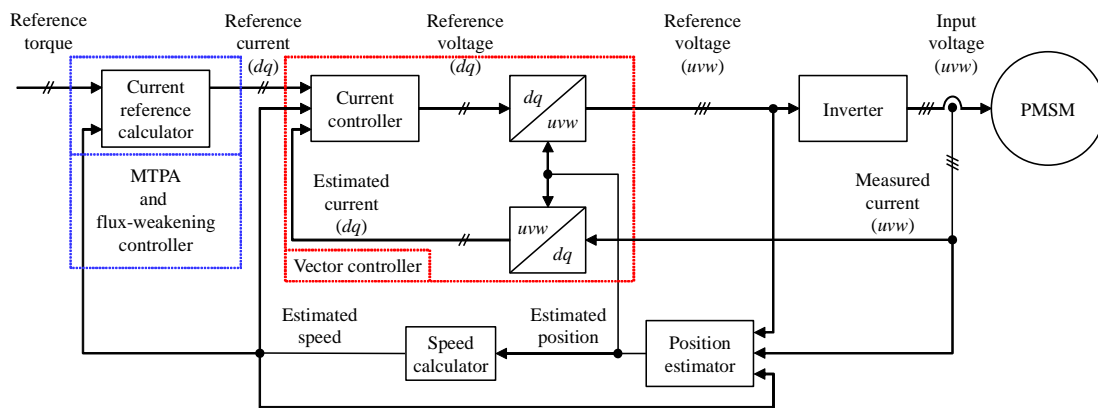 Reference
torque
Reference
current
(dq)
Reference
voltage
(dq)
Reference
voltage
(uvw)
Input
voltage
(uvw)
Current
reference
calculator
Current
controller
dq
uvw
Inverter
PMSM
MTPA
and
flux-weakening
controller
Estimated
current
(dq)
uvw
dq
Measured
current
(uvw)
Vector controller
Estimated
speed
Speed
calculator
Estimated
position
Position
estimator